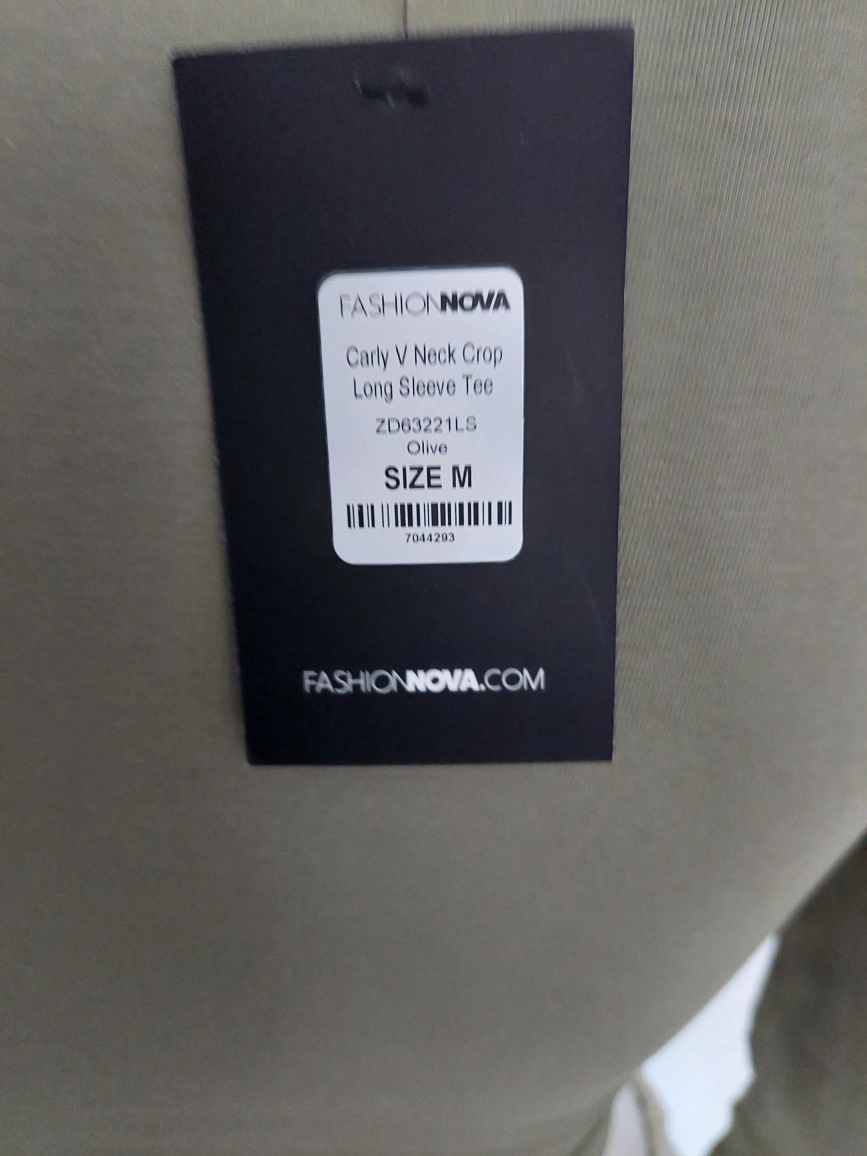 FASHIONNOVA
Carly V Neck Crop
Long Sleeve Tee
ZD63221LS
Olive
SIZE M
7044293
FASHIONNOVA.COM